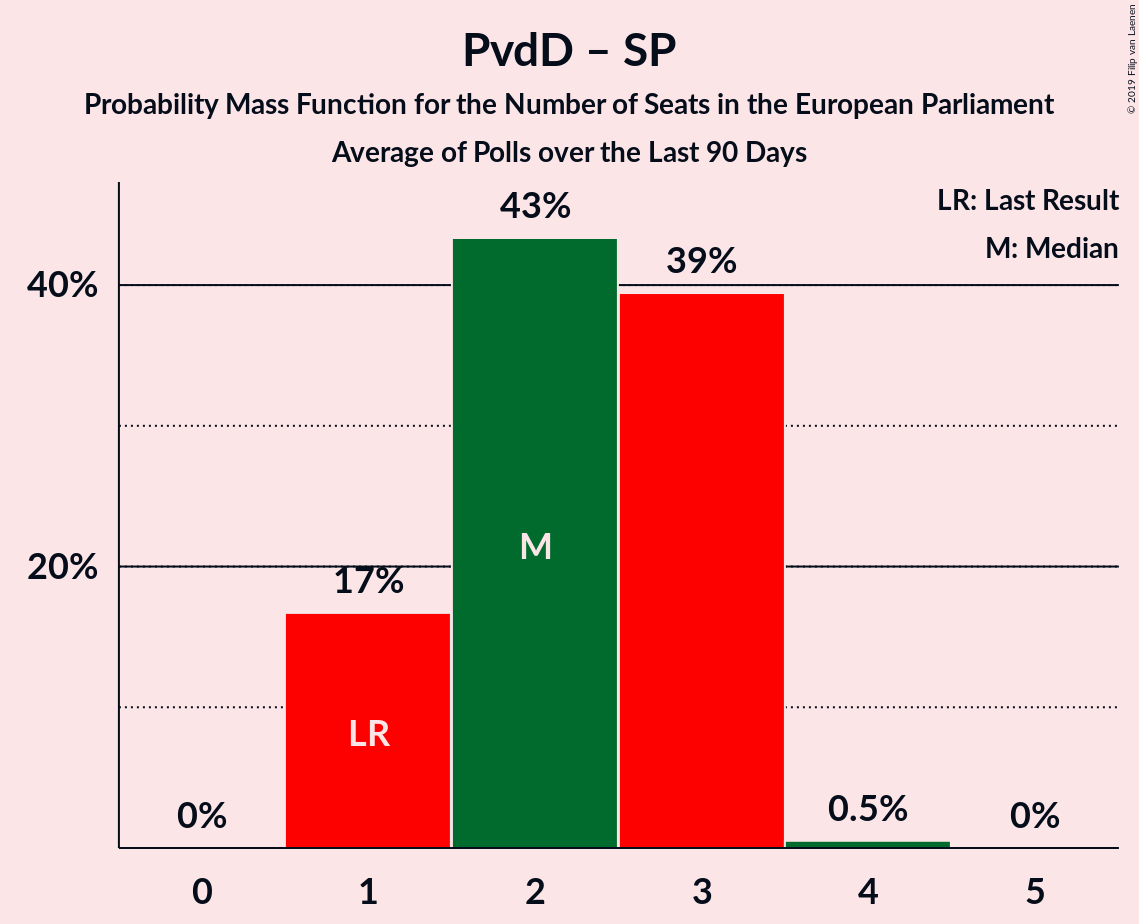 PvdD – SP
Probability Mass Function for the Number of Seats in the European Parliament
Average of Polls over the Last 90 Days
© 2019 Filip van Laenen
LR: Last Result
M: Median
43%
39%
40%
M
20%
17%
LR
0%
0.5%
0%
0 1 2 3 4 5